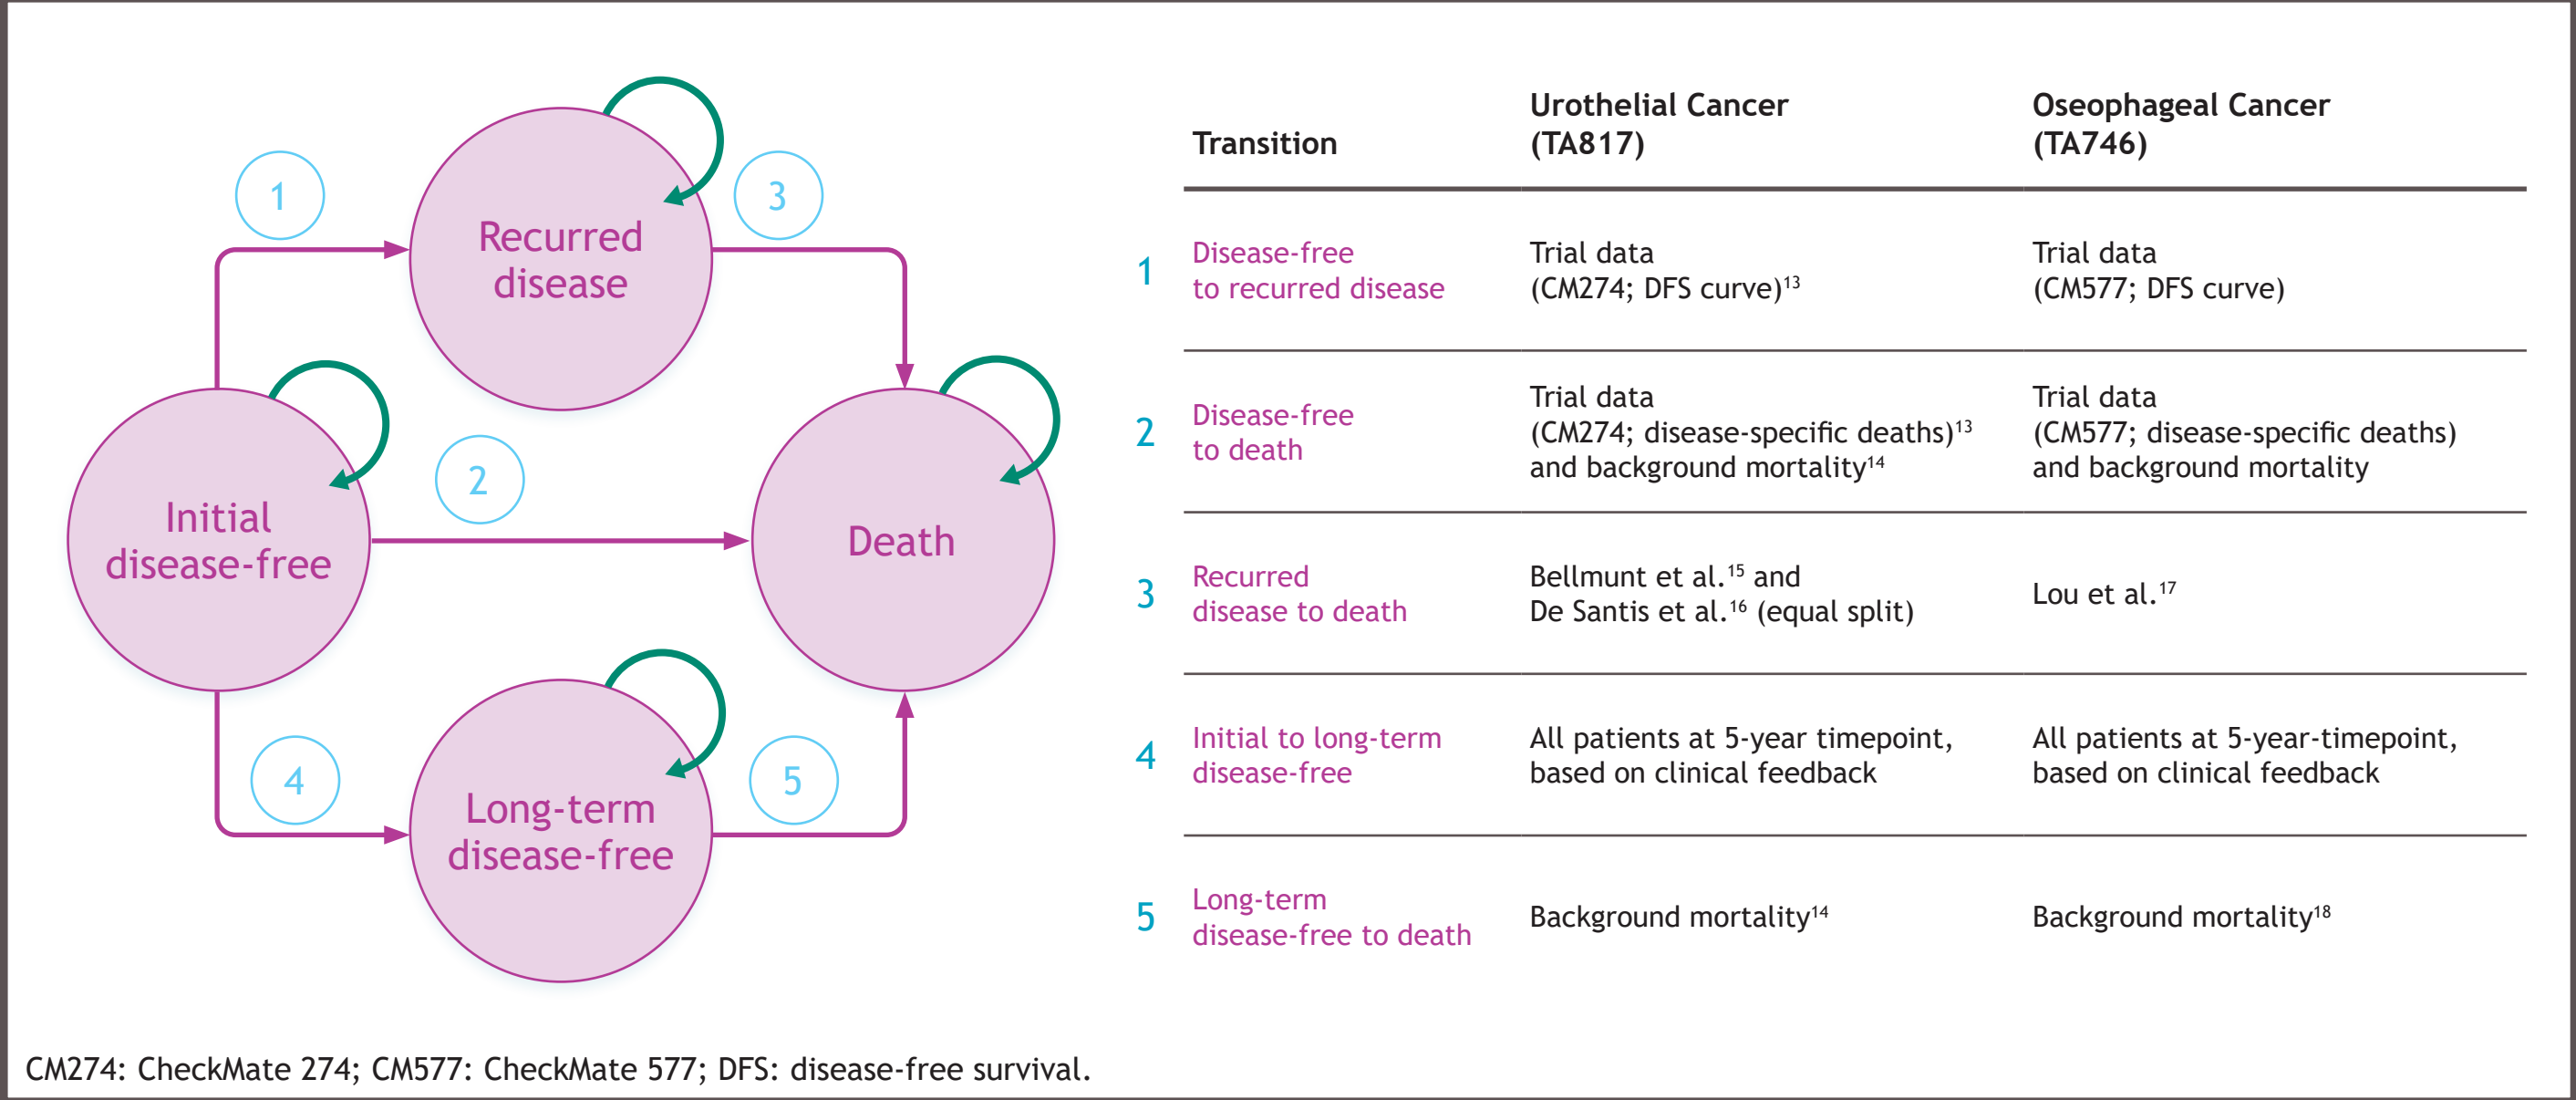 1
Recurred
disease
3
Initial
disease-free
2
Death
4
Long-term
disease-free
5
Transition
Urothelial Cancer
(TA817)
Oseophageal Cancer
(TA746)
1
Disease-free
to recurred disease
Trial data
(CM274; DFS curve)¹³
Trial data
(CM577; DFS curve)
2
Disease-free
to death
Trial data
(CM274; disease-specific deaths)¹³
and background mortality¹⁴
Trial data
(CM577; disease-specific deaths)
and background mortality
3
Recurred
disease to death
Bellmunt et al.¹⁵ and
De Santis et al.¹⁶ (equal split)
Lou et al.¹⁷
4
Initial to long-term
disease-free
All patients at 5-year timepoint,
based on clinical feedback
All patients at 5-year-timepoint,
based on clinical feedback
5
Long-term
disease-free to death
Background mortality¹⁴
Background mortality¹⁸
CM274: CheckMate 274; CM577: CheckMate 577; DFS: disease-free survival.